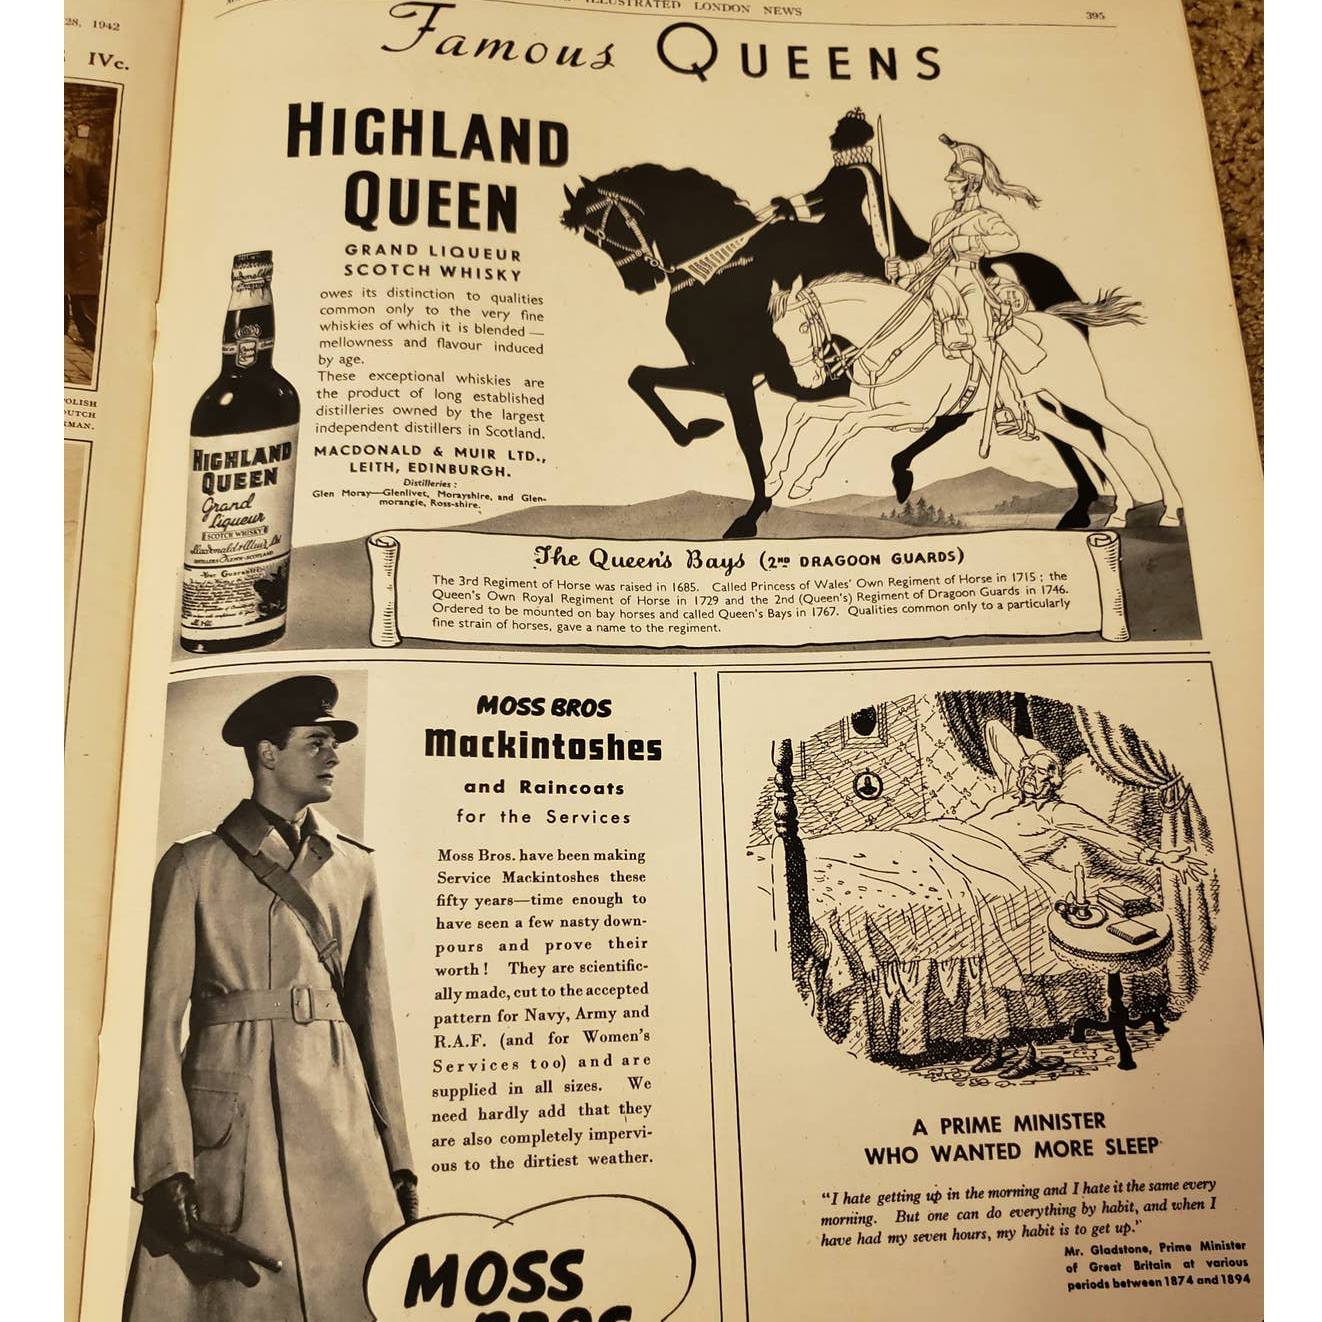 28, 1942
IVc.
OLISH
UTCH
MAN.
ILLUSTRATED LONDON NEWS
395
Famous QUEENS
HIGHLAND
QUEEN
GRAND LIQUEUR
SCOTCH WHISKY
owes its distinction to qualities
common only to the very fine
whiskies of which it is blended —
mellowness and flavour induced
by age.
These exceptional whiskies are
the product of long established
distilleries owned by the largest
independent distillers in Scotland.
MACDONALD & MUIR LTD.,
LEITH, EDINBURGH.
Distilleries :
Glen Moray—Glenlivet, Morayshire, and Glen-
morangie, Ross-shire.
HIGHLAND
QUEEN
Grand
Liqueur
SCOTCH WHISKY
Macdonald & Muir Ltd
The Queen's Bays (2ND DRAGOON GUARDS)
The 3rd Regiment of Horse was raised in 1685. Called Princess of Wales' Own Regiment of Horse in 1715 ; the
Queen's Own Royal Regiment of Horse in 1729 and the 2nd (Queen's) Regiment of Dragoon Guards in 1746.
Ordered to be mounted on bay horses and called Queen's Bays in 1767. Qualities common only to a particularly
fine strain of horses, gave a name to the regiment.
MOSS BROS
Mackintoshes
and Raincoats
for the Services
Moss Bros. have been making
Service Mackintoshes these
fifty years—time enough to
have seen a few nasty down-
pours and prove their
worth ! They are scientific-
ally made, cut to the accepted
pattern for Navy, Army and
R.A.F. (and for Women's
Services too) and are
supplied in all sizes. We
need hardly add that they
are also completely impervi-
ous to the dirtiest weather.
MOSS
BROS
A PRIME MINISTER
WHO WANTED MORE SLEEP
"I hate getting up in the morning and I hate it the same every
morning. But one can do everything by habit, and when I
have had my seven hours, my habit is to get up."
Mr. Gladstone, Prime Minister
of Great Britain at various
periods between 1874 and 1894